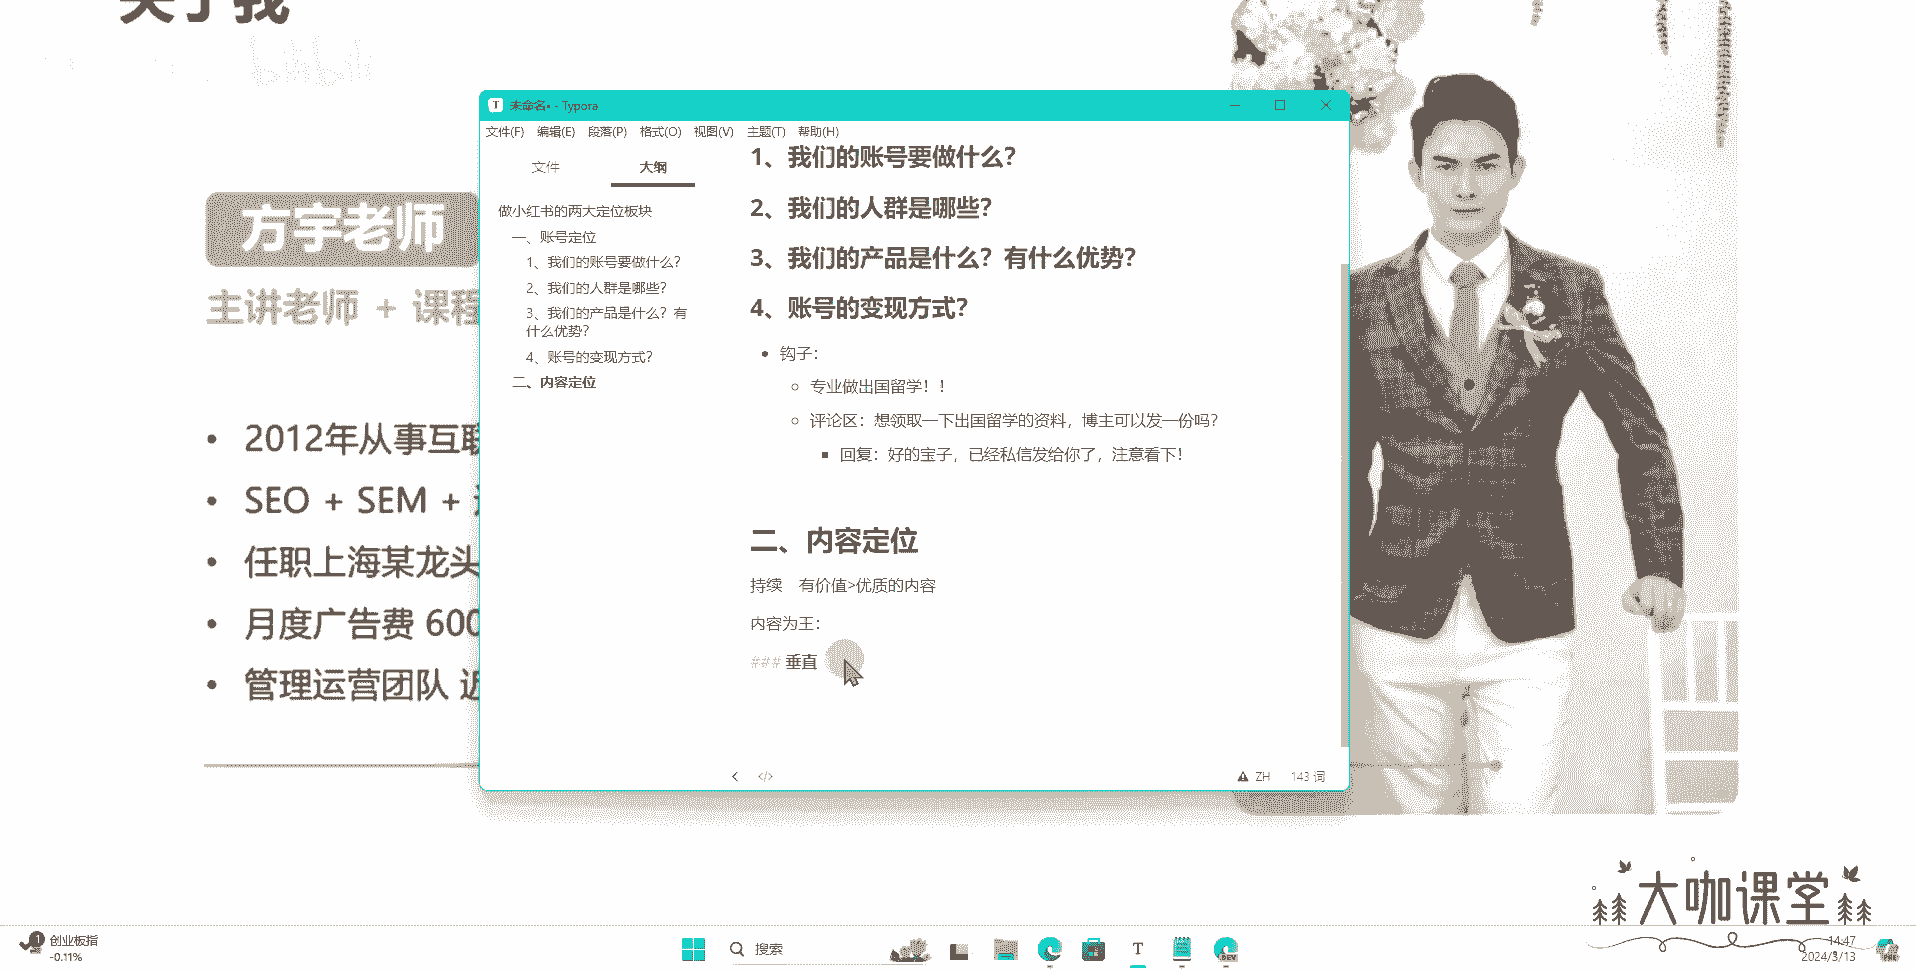 关于我
bilibili
方宇老师
主讲老师 + 课程
2012年从事互联
SEO + SEM +
任职上海某龙头
月度广告费 600
管理运营团队 近
T 未命名• - Typora
文件(F) 编辑(E) 段落(P) 格式(O) 视图(V) 主题(T) 帮助(H)
文件 大纲
做小红书的两大定位板块
一、账号定位
1、我们的账号要做什么？
2、我们的人群是哪些？
3、我们的产品是什么？有
什么优势？
4、账号的变现方式？
二、内容定位
1、我们的账号要做什么？
2、我们的人群是哪些？
3、我们的产品是什么？有什么优势？
4、账号的变现方式？
钩子：
专业做出国留学！！
评论区：想领取一下出国留学的资料，博主可以发一份吗？
回复：好的宝子，已经私信发给你了，注意看下！
二、内容定位
持续 有价值>优质的内容
内容为王：
### 垂直
</> ZH 143 词
大咖课堂
1 创业板指
-0.11%
搜索
T
DEV
14:47
2024/3/13
PRE